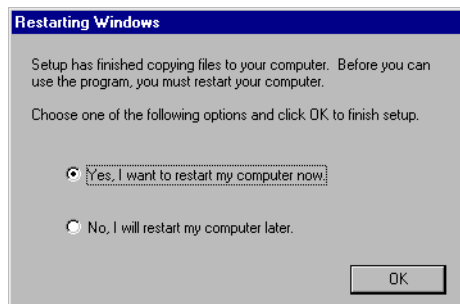 Restarting Windows
Setup has finished copying files to your computer. Before you can
use the program, you must restart your computer.
Choose one of the following options and click OK to finish setup.
Yes, I want to restart my computer now.
No, I will restart my computer later.
OK